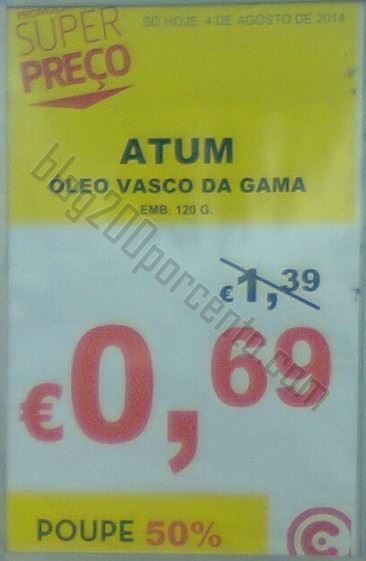 SUPER
PREÇO
SÓ HOJE, 4 DE AGOSTO DE 2014
ATUM
ÓLEO VASCO DA GAMA
EMB. 120 G.
€1,39
€0,69
POUPE 50%
blog200porcento.com